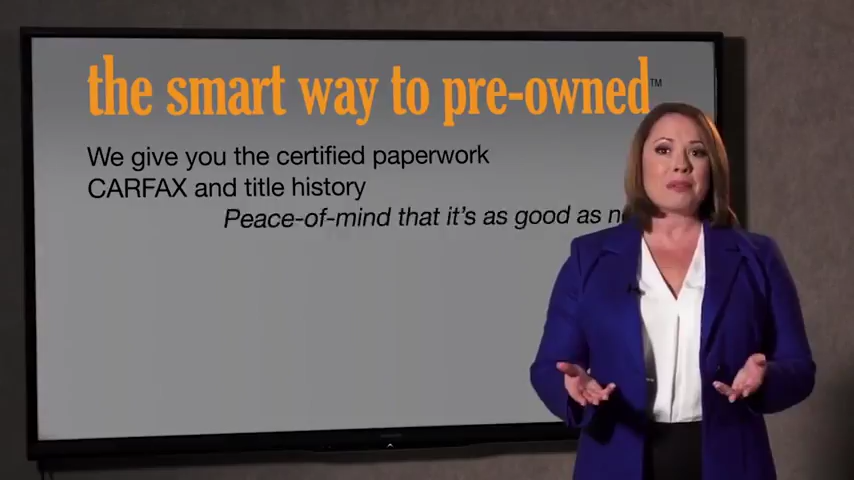 the smart way to pre-owned™
We give you the certified paperwork
CARFAX and title history
Peace-of-mind that it's as good as